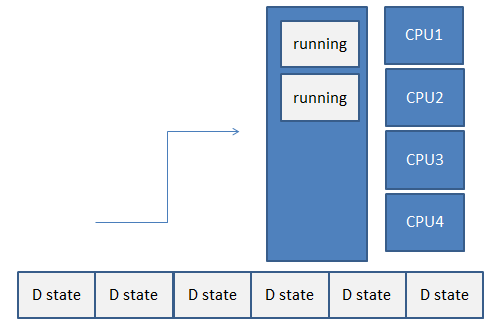 running
CPU1
running
CPU2
CPU3
CPU4
D state
D state
D state
D state
D state
D state